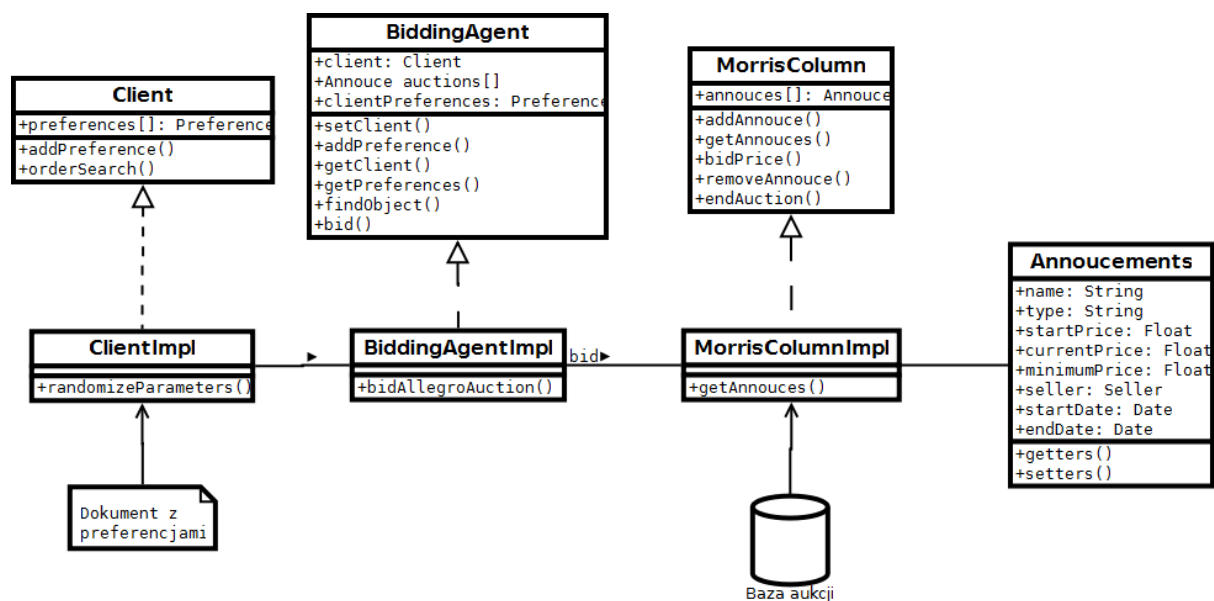 Client
+preferences[]: Preference
+addPreference()
+orderSearch()
BiddingAgent
+client: Client
+Annouce auctions[]
+clientPreferences: Preference
+setClient()
+addPreference()
+getClient()
+getPreferences()
+findObject()
+bid()
MorrisColumn
+annouces[]: Annouce
+addAnnouce()
+getAnnouces()
+bidPrice()
+removeAnnouce()
+endAuction()
Annoucements
+name: String
+type: String
+startPrice: Float
+currentPrice: Float
+minimumPrice: Float
+seller: Seller
+startDate: Date
+endDate: Date
+getters()
+setters()
ClientImpl
+randomizeParameters()
BiddingAgentImpl
+bidAllegroAuction()
bid
MorrisColumnImpl
+getAnnouces()
Dokument z
preferencjami
Baza aukcji